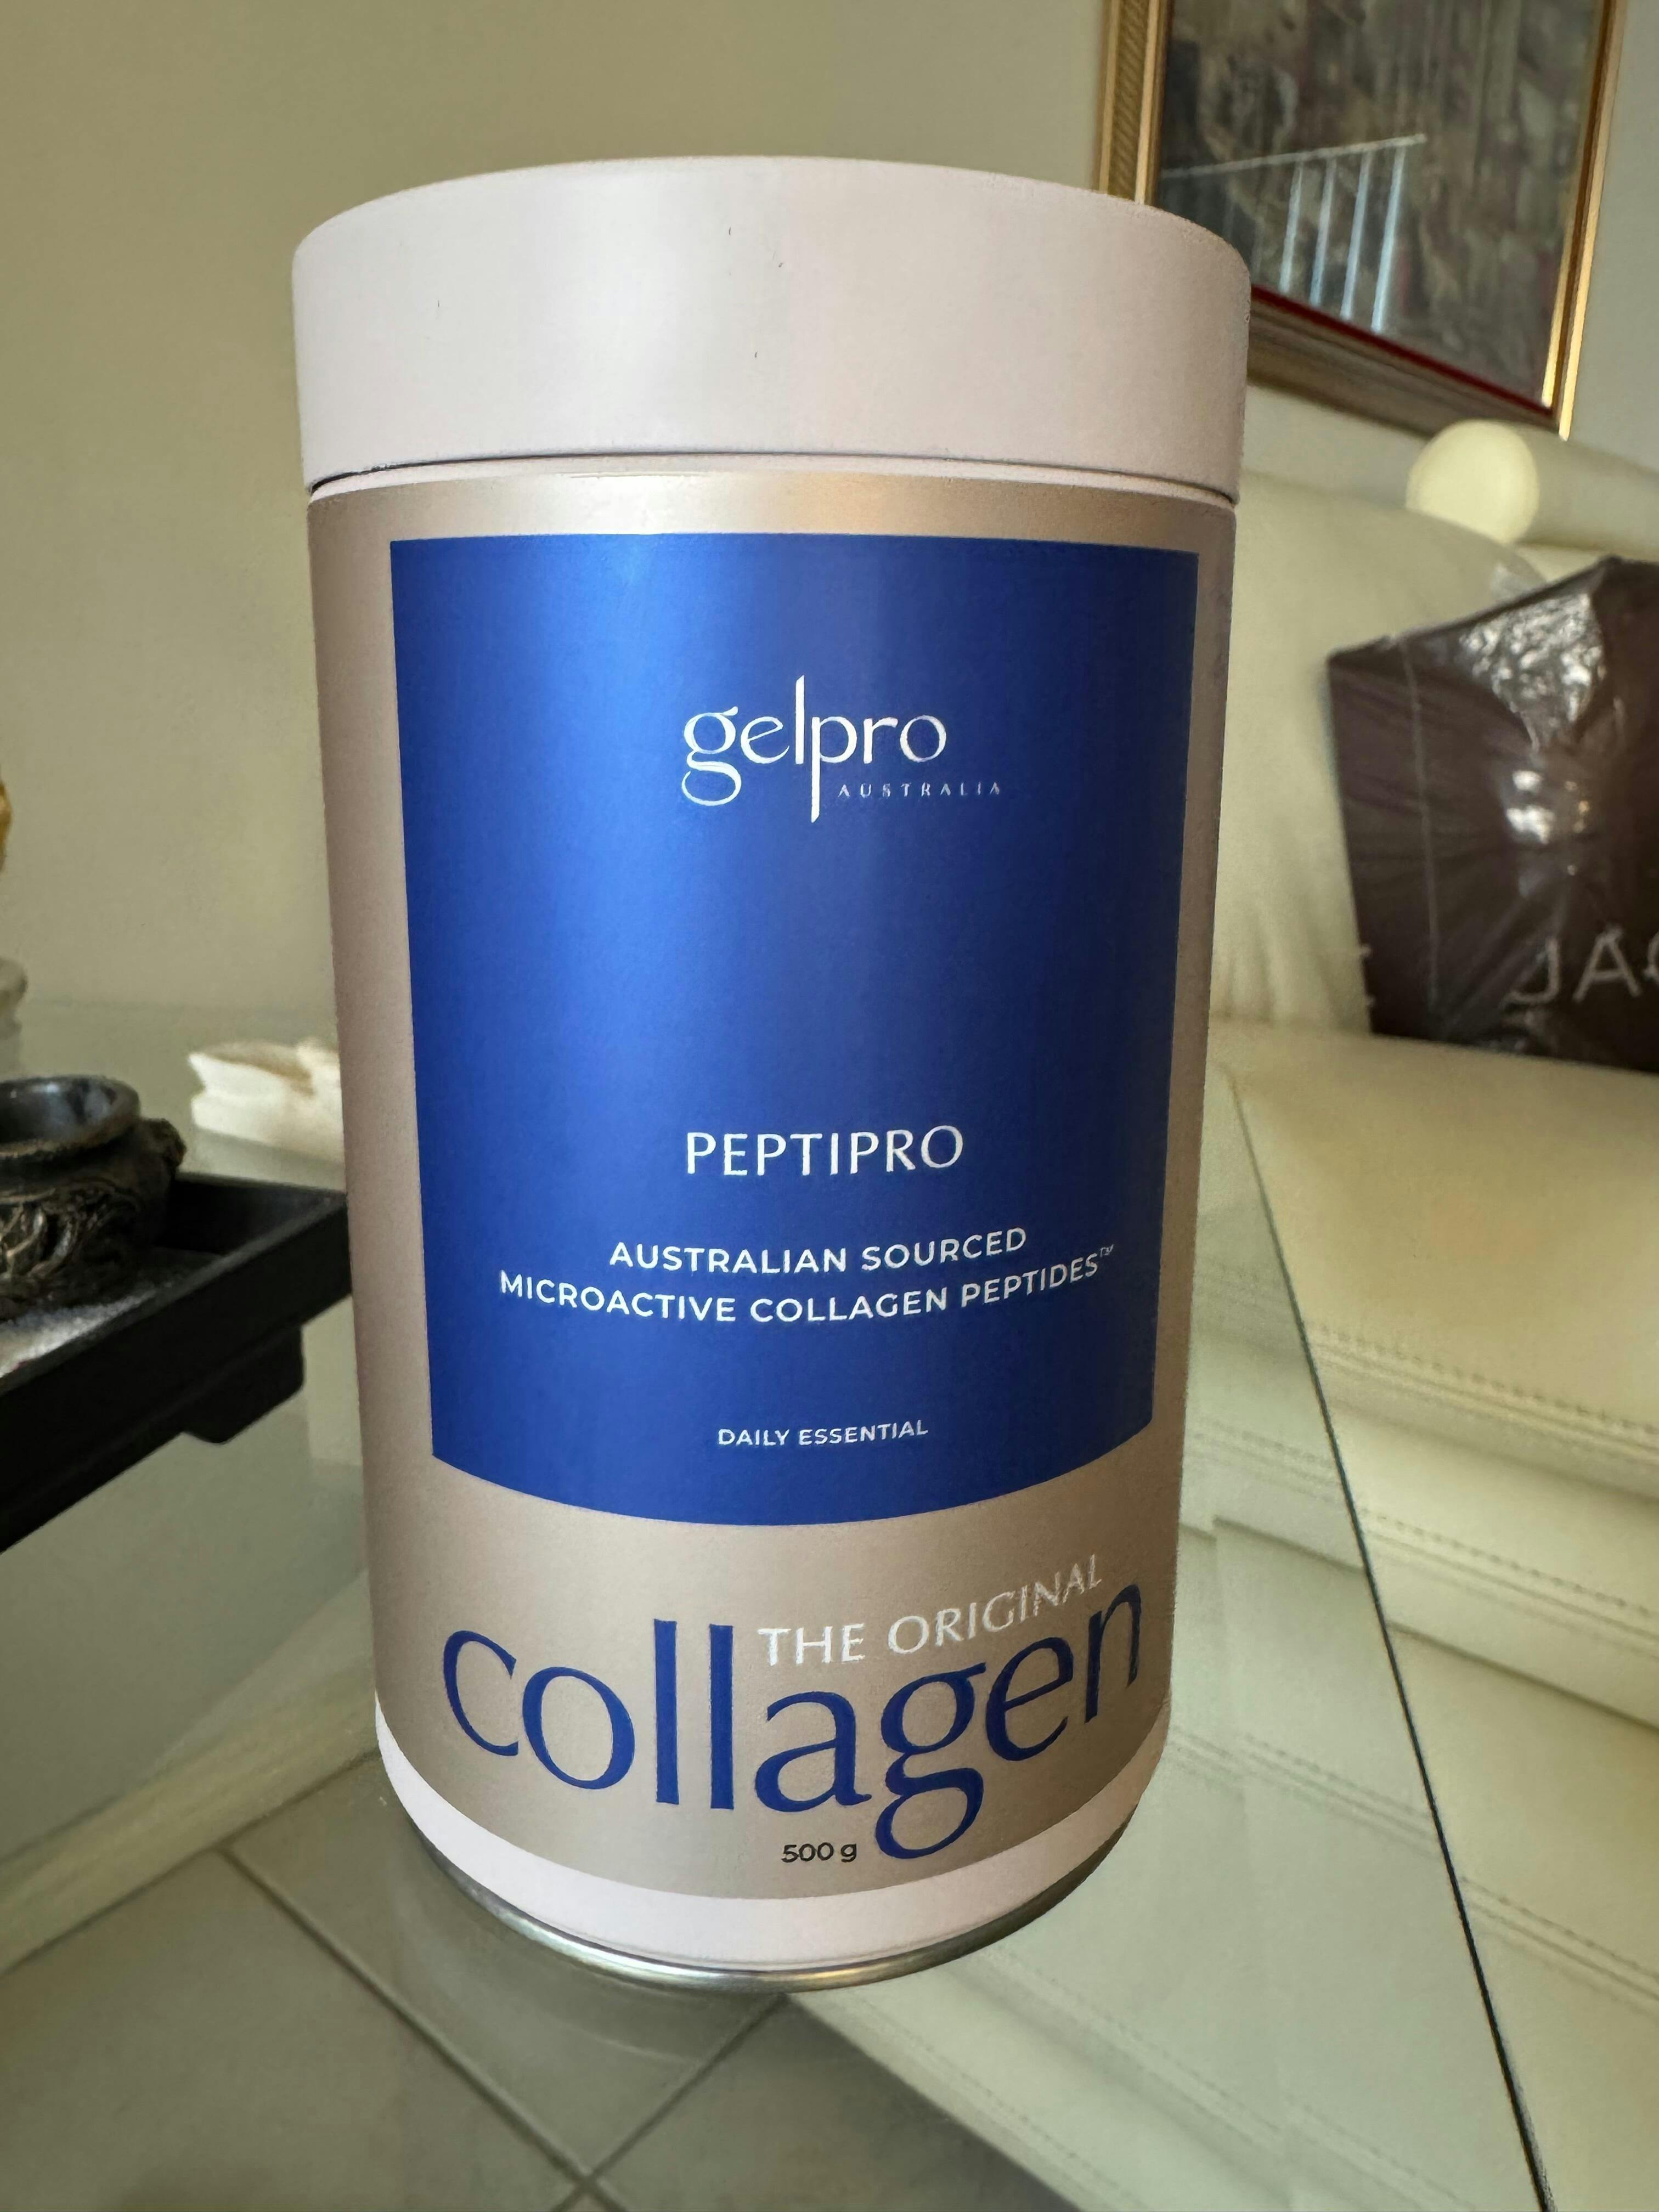 gelpro
AUSTRALIA
PEPTIPRO
AUSTRALIAN SOURCED
MICROACTIVE COLLAGEN PEPTIDES™
DAILY ESSENTIAL
THE ORIGINAL
collagen
500 g